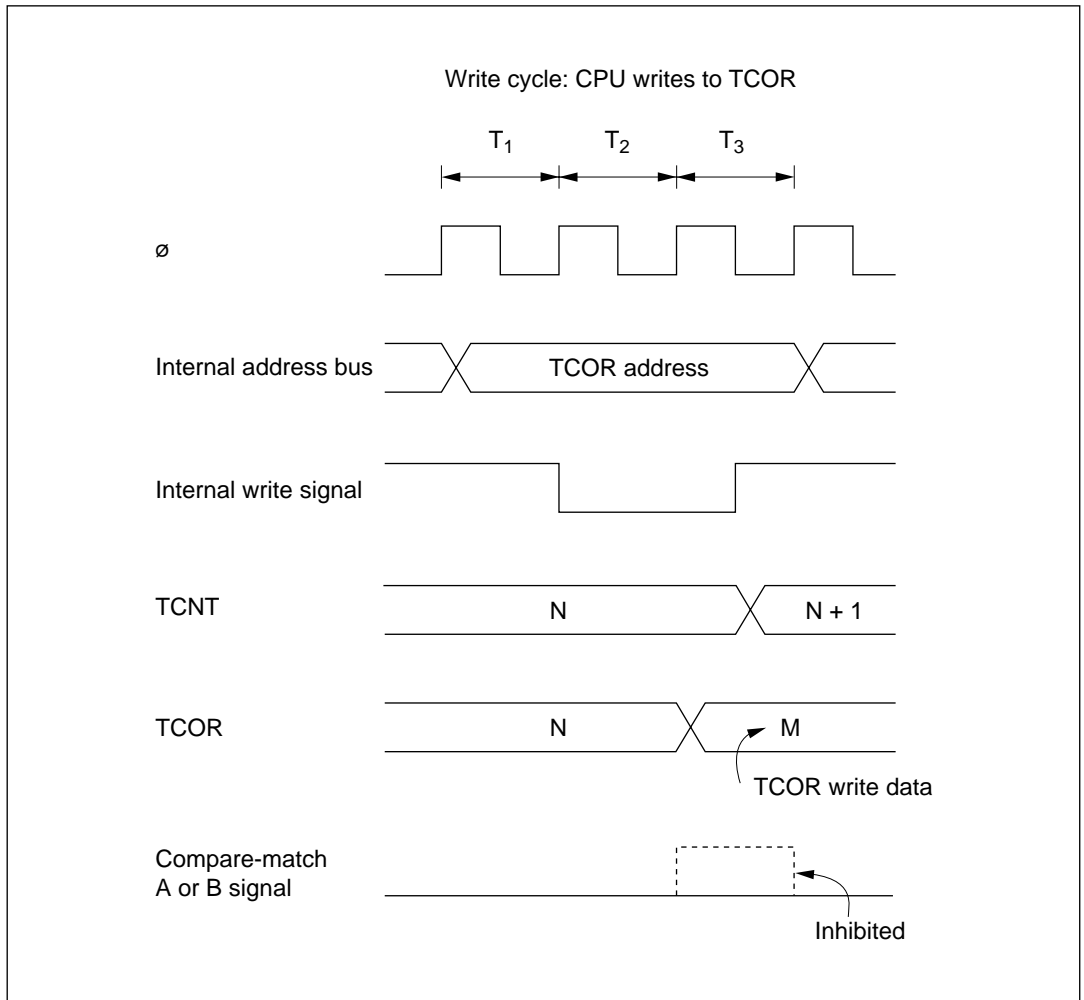 Write cycle: CPU writes to TCOR
T1 T2 T3
ø
Internal address bus
TCOR address
Internal write signal
TCNT
N
N + 1
TCOR
N
M
TCOR write data
Compare-match
A or B signal
Inhibited